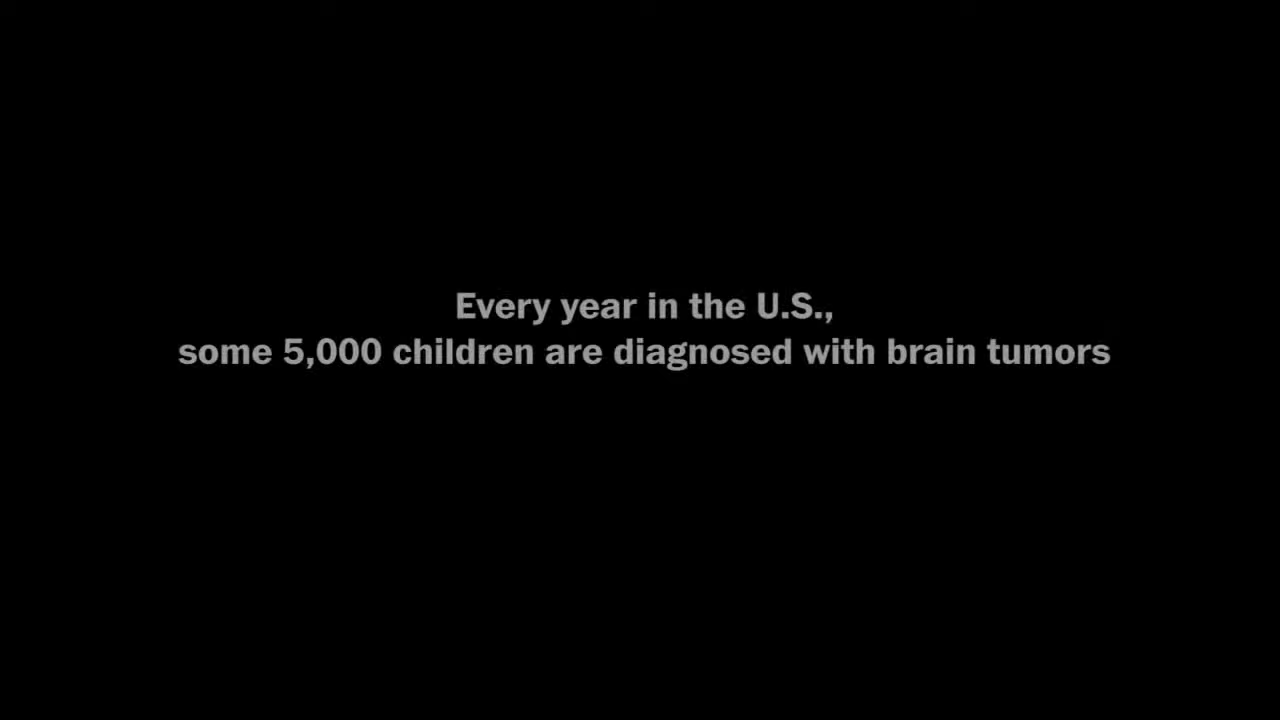 Every year in the U.S.,
some 5,000 children are diagnosed with brain tumors